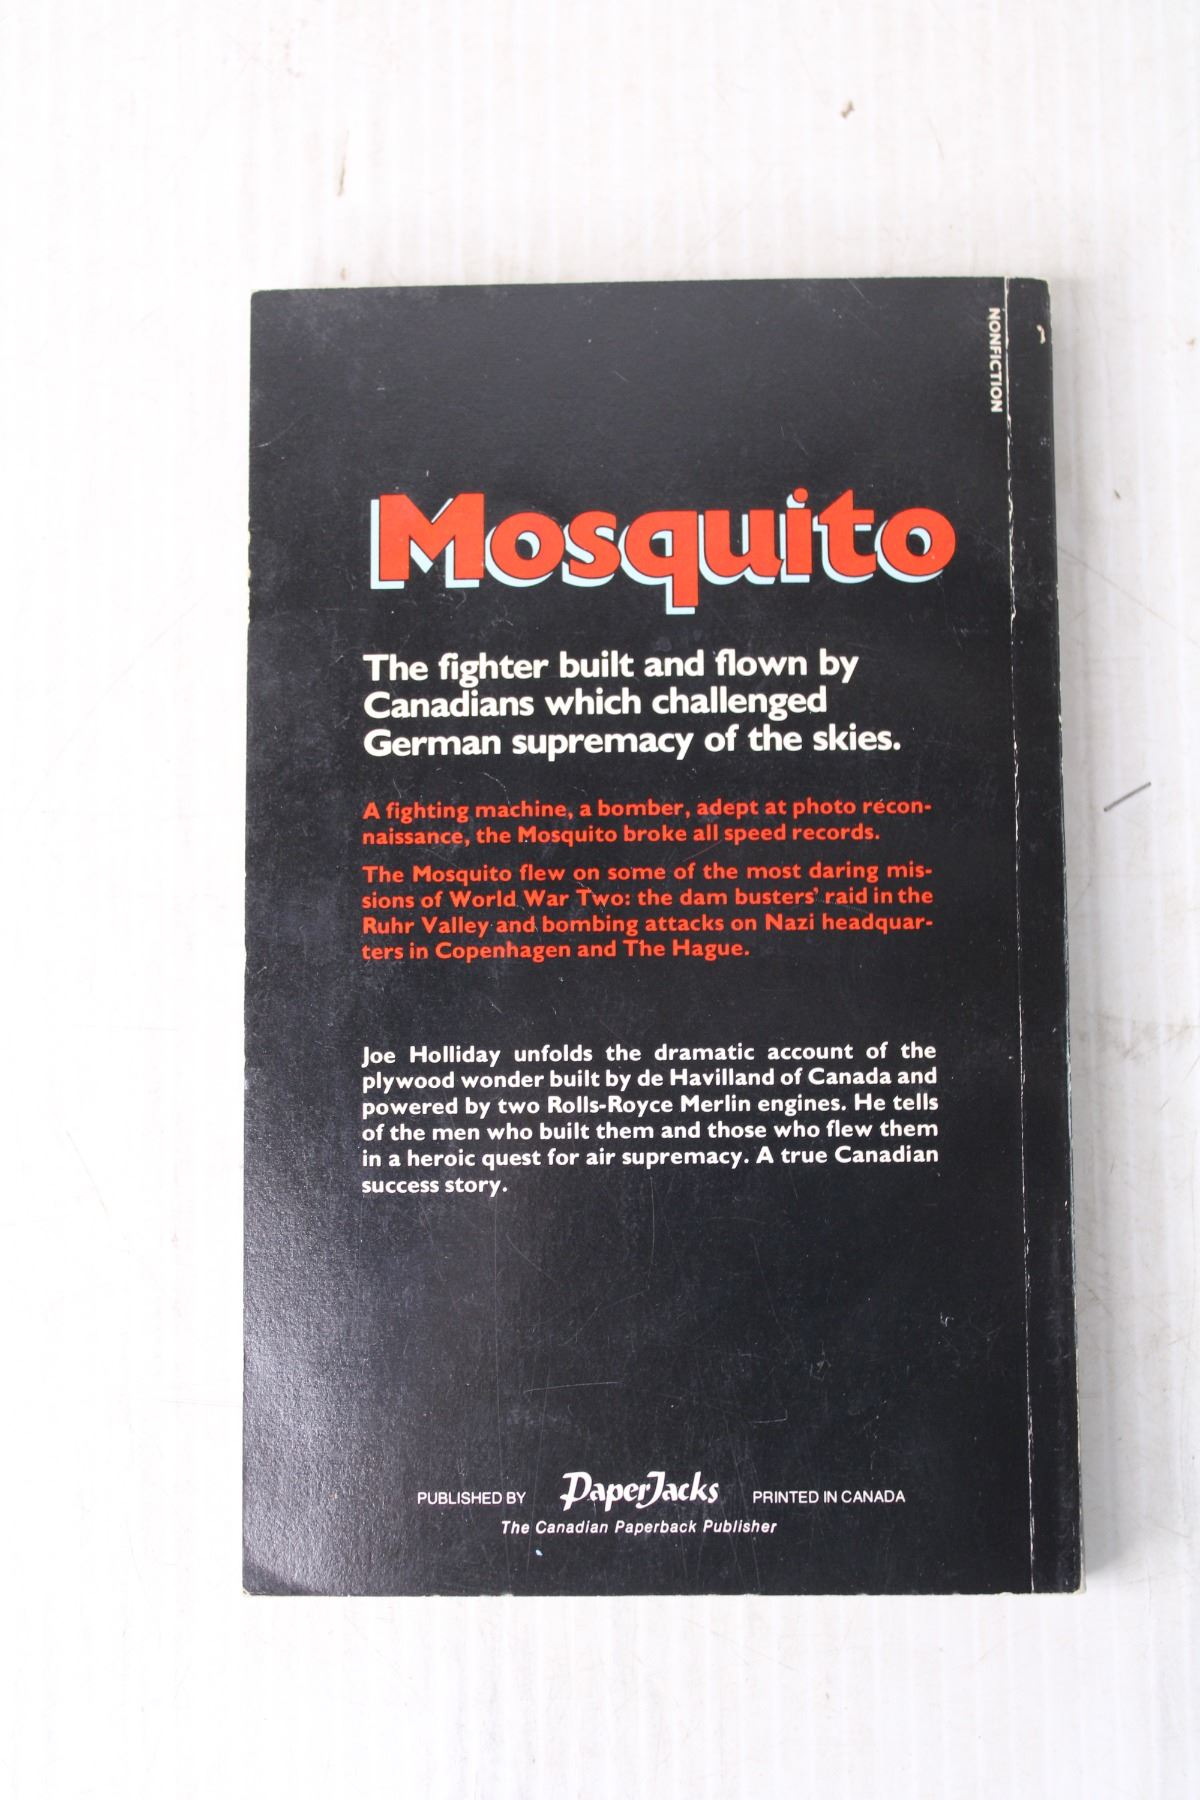 NONFICTION
Mosquito
The fighter built and flown by
Canadians which challenged
German supremacy of the skies.
A fighting machine, a bomber, adept at photo recon-
naissance, the Mosquito broke all speed records.
The Mosquito flew on some of the most daring mis-
sions of World War Two: the dam busters' raid in the
Ruhr Valley and bombing attacks on Nazi headquar-
ters in Copenhagen and The Hague.
Joe Holliday unfolds the dramatic account of the
plywood wonder built by de Havilland of Canada and
powered by two Rolls-Royce Merlin engines. He tells
of the men who built them and those who flew them
in a heroic quest for air supremacy. A true Canadian
success story.
PUBLISHED BY PaperJacks PRINTED IN CANADA
The Canadian Paperback Publisher